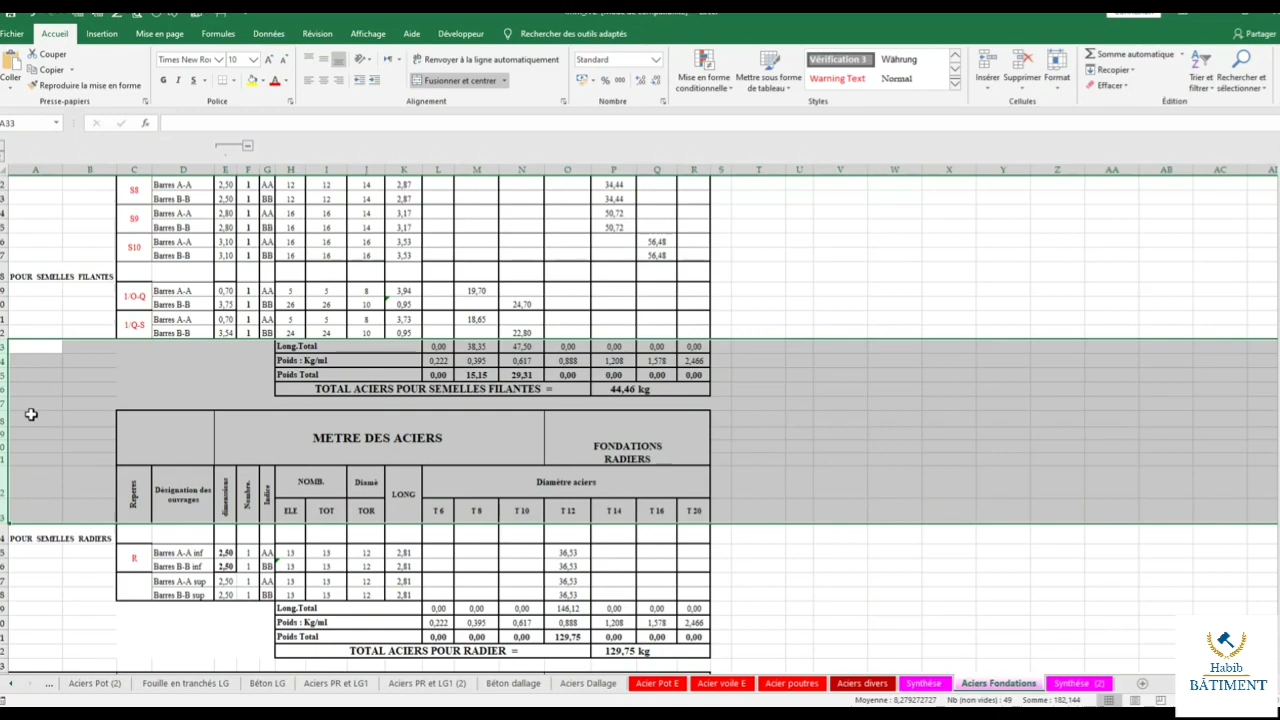 Fichier Accueil Insertion Mise en page Formules Données Révision Affichage Aide Développeur Recherchez des outils adaptés Partager
Coller Couper Copier Reproduire la mise en forme Presse-papiers
Times New Ro 10 G I S Police
Renvoyer à la ligne automatiquement Fusionner et centrer Alignement
Standard % 000 Nombre
Mise en forme conditionnelle Mettre sous forme de tableau
Vérification 3 Währung Warning Text Normal Styles
Insérer Supprimer Format Cellules
Somme automatique Recopier Effacer Trier et filtrer Rechercher et sélectionner Édition
A33 fx
A B C D E F G H I J K L M N O P Q R S T U V W X Y Z AA AB AC
S8 Barres A-A 2,50 1 AA 12 12 14 2,87 34,44
Barres B-B 2,50 1 BB 12 12 14 2,87 34,44
S9 Barres A-A 2,80 1 AA 16 16 14 3,17 50,72
Barres B-B 2,80 1 BB 16 16 14 3,17 50,72
S10 Barres A-A 3,10 1 AA 16 16 16 3,53 56,48
Barres B-B 3,10 1 BB 16 16 16 3,53 56,48
POUR SEMELLES FILANTES
1/O-Q Barres A-A 0,70 1 AA 5 5 8 3,94 19,70
Barres B-B 3,75 1 BB 26 26 10 0,95 24,70
1/Q-S Barres A-A 0,70 1 AA 5 5 8 3,73 18,65
Barres B-B 3,54 1 BB 24 24 10 0,95 22,80
Long.Total 0,00 38,35 47,50 0,00 0,00 0,00 0,00
Poids : Kg/ml 0,222 0,395 0,617 0,888 1,208 1,578 2,466
Poids Total 0,00 15,15 29,31 0,00 0,00 0,00 0,00
TOTAL ACIERS POUR SEMELLES FILANTES = 44,46 kg
METRE DES ACIERS
FONDATIONS
RADIERS
Reperes Désignation des ouvrages dimensions Nombre. Indice NOMB. Diamè LONG Diamètre aciers
ELE TOT TOR T 6 T 8 T 10 T 12 T 14 T 16 T 20
POUR SEMELLES RADIERS
R Barres A-A inf 2,50 1 AA 13 13 12 2,81 36,53
Barres B-B inf 2,50 1 BB 13 13 12 2,81 36,53
Barres A-A sup 2,50 1 AA 13 13 12 2,81 36,53
Barres B-B sup 2,50 1 BB 13 13 12 2,81 36,53
Long.Total 0,00 0,00 0,00 146,12 0,00 0,00 0,00
Poids : Kg/ml 0,222 0,395 0,617 0,888 1,208 1,578 2,466
Poids Total 0,00 0,00 0,00 129,75 0,00 0,00 0,00
TOTAL ACIERS POUR RADIER = 129,75 kg
... Aciers Pot (2) Fouille en tranchés LG Béton LG Aciers PR et LG1 Aciers PR et LG1 (2) Béton dallage Aciers Dallage Acier Pot E Acier voile E Acier poutres Aciers divers Synthése Aciers Fondations Synthése (2)
Moyenne : 8,279272727 Nb (non vides) : 49 Somme : 182,144
Habib
BÂTIMENT